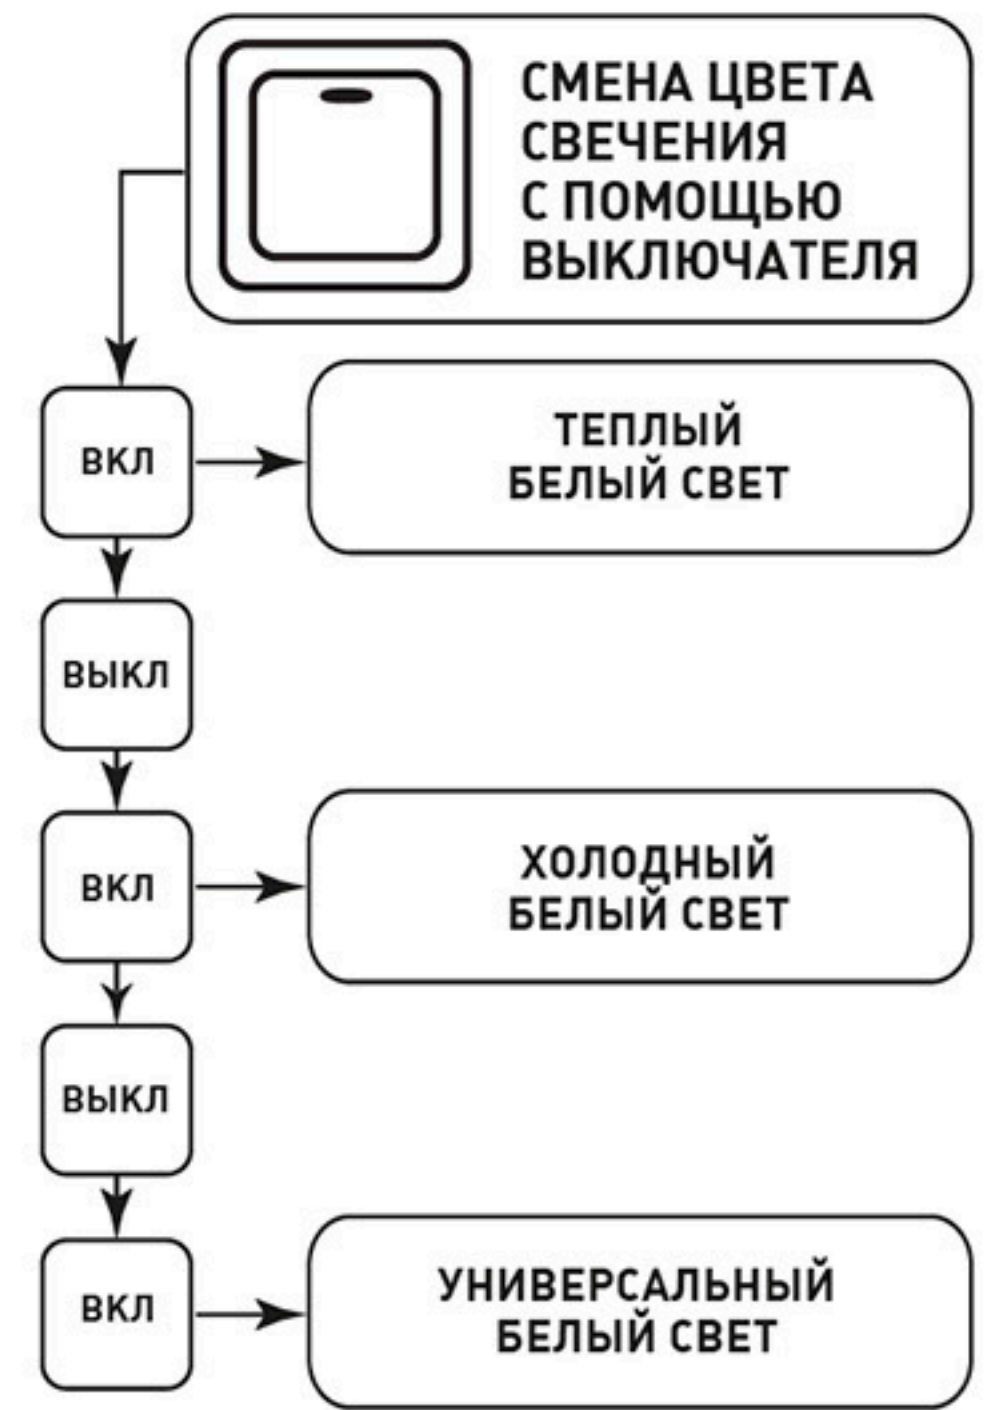 СМЕНА ЦВЕТА
СВЕЧЕНИЯ
С ПОМОЩЬЮ
ВЫКЛЮЧАТЕЛЯ
ВКЛ
ТЕПЛЫЙ
БЕЛЫЙ СВЕТ
ВЫКЛ
ВКЛ
ХОЛОДНЫЙ
БЕЛЫЙ СВЕТ
ВЫКЛ
ВКЛ
УНИВЕРСАЛЬНЫЙ
БЕЛЫЙ СВЕТ